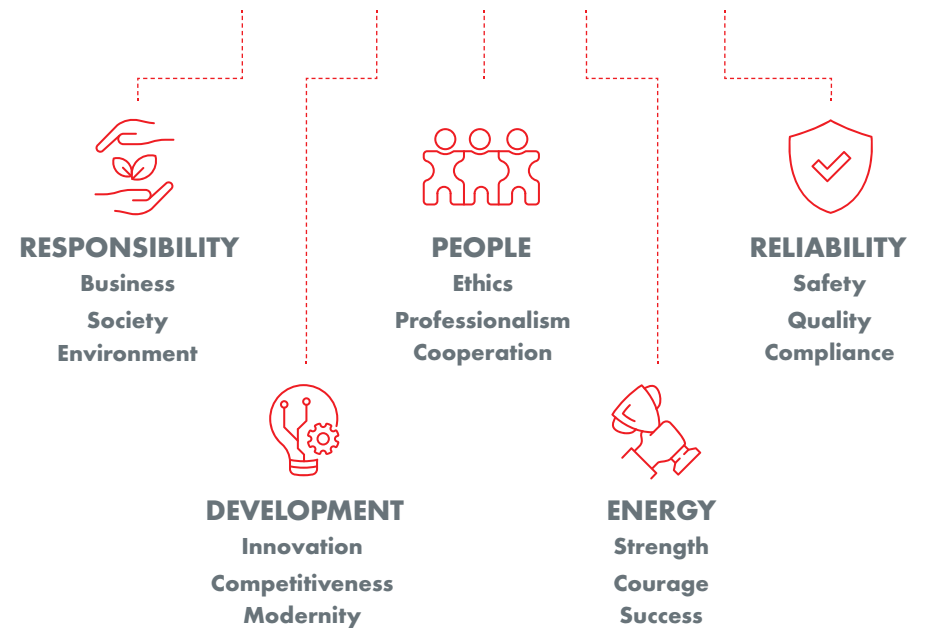 RESPONSIBILITY
Business
Society
Environment
PEOPLE
Ethics
Professionalism
Cooperation
RELIABILITY
Safety
Quality
Compliance
DEVELOPMENT
Innovation
Competitiveness
Modernity
ENERGY
Strength
Courage
Success